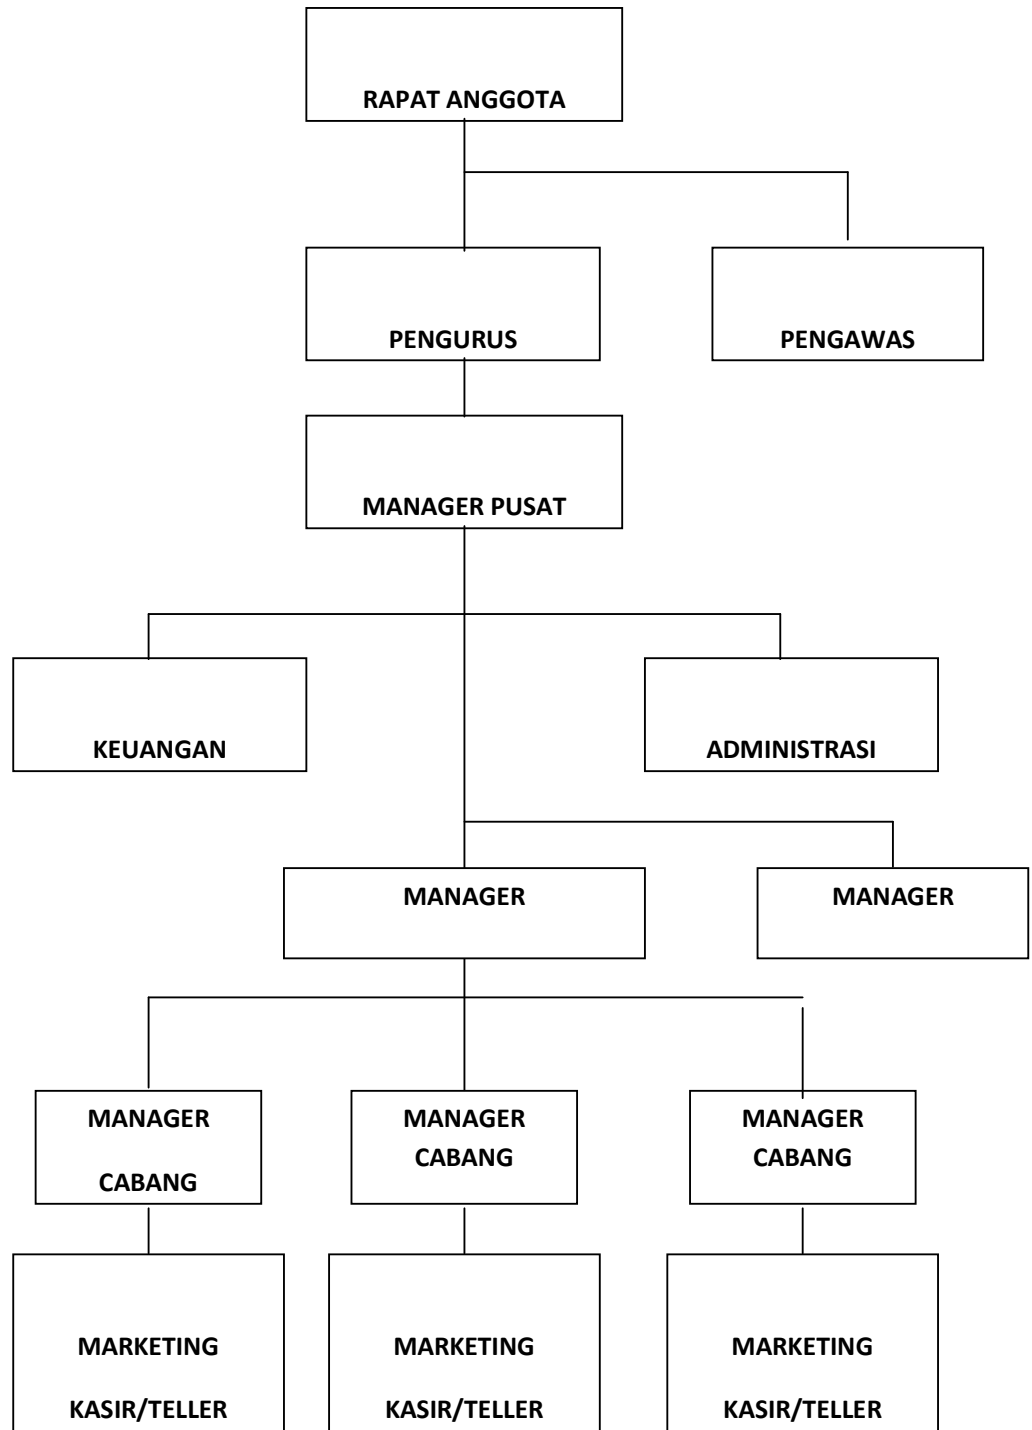 RAPAT ANGGOTA
PENGURUS
PENGAWAS
MANAGER PUSAT
KEUANGAN
ADMINISTRASI
MANAGER
MANAGER
MANAGER
CABANG
MANAGER
CABANG
MANAGER
CABANG
MARKETING
KASIR/TELLER
MARKETING
KASIR/TELLER
MARKETING
KASIR/TELLER